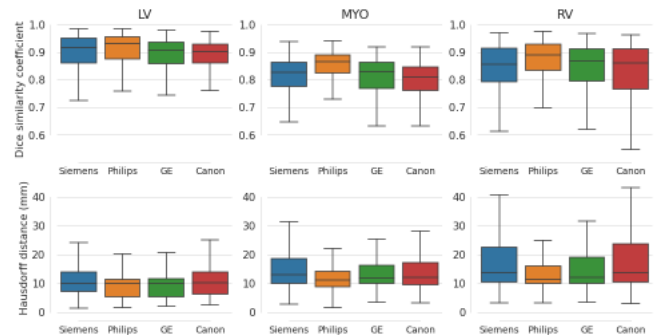 LV MYO RV
Dice similarity coefficient
1.0 1.0 1.0
0.9 0.9 0.9
0.8 0.8 0.8
0.7 0.7 0.7
0.6 0.6 0.6
Siemens Philips GE Canon Siemens Philips GE Canon Siemens Philips GE Canon
Hausdorff distance (mm)
40 40 40
30 30 30
20 20 20
10 10 10
0 0 0
Siemens Philips GE Canon Siemens Philips GE Canon Siemens Philips GE Canon